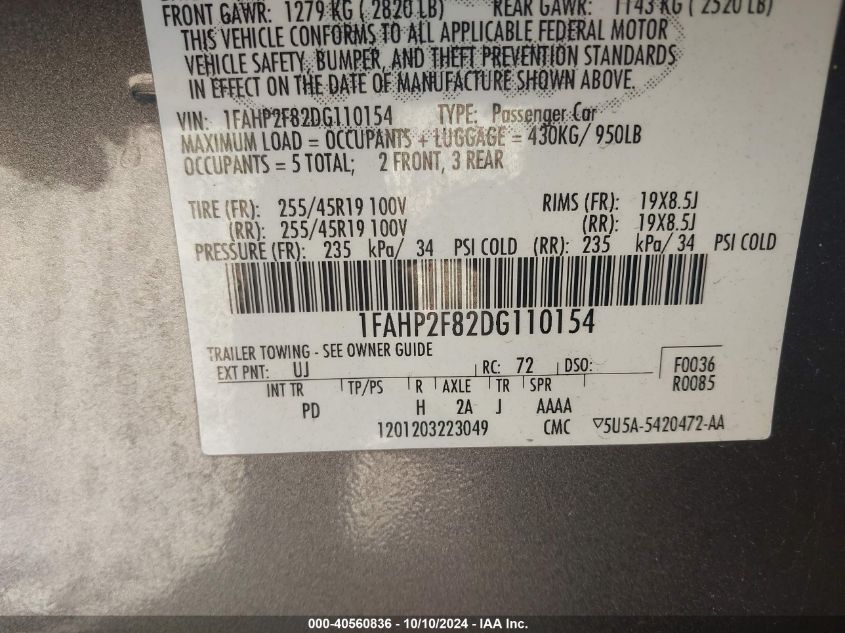 FRONT GAWR: 1279 KG ( 2820 LB) REAR GAWR: 1143 KG ( 2520 LB)
THIS VEHICLE CONFORMS TO ALL APPLICABLE FEDERAL MOTOR
VEHICLE SAFETY, BUMPER, AND THEFT PREVENTION STANDARDS
IN EFFECT ON THE DATE OF MANUFACTURE SHOWN ABOVE.
VIN: 1FAHP2F82DG110154 TYPE: Passenger Car
MAXIMUM LOAD = OCCUPANTS + LUGGAGE = 430KG/ 950LB
OCCUPANTS = 5 TOTAL; 2 FRONT, 3 REAR
TIRE (FR): 255/45R19 100V RIMS (FR): 19X8.5J
(RR): 255/45R19 100V (RR): 19X8.5J
PRESSURE (FR): 235 kPa/ 34 PSI COLD (RR): 235 kPa/ 34 PSI COLD
1FAHP2F82DG110154
TRAILER TOWING - SEE OWNER GUIDE
EXT PNT: UJ RC: 72 DSO: F0036
INT TR TP/PS R AXLE TR SPR R0085
PD H 2A J AAAA
1201203223049 CMC ▽5U5A-5420472-AA
000-40560836 - 10/10/2024 - IAA Inc.